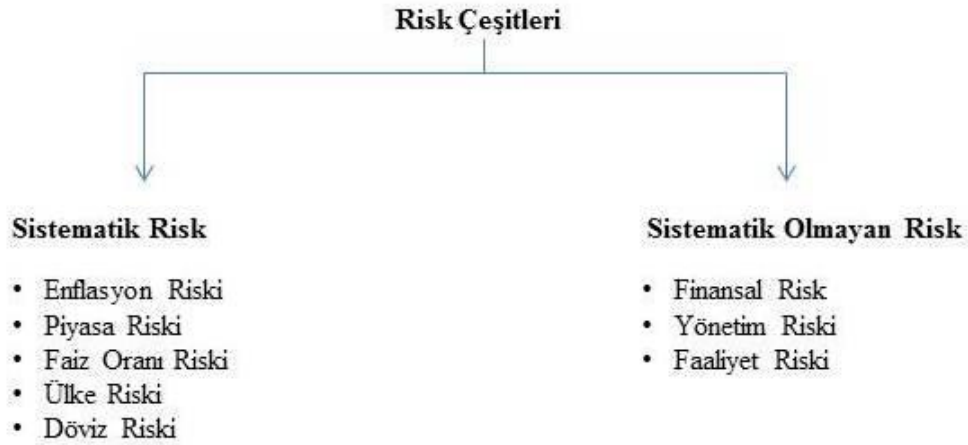 Risk Çeşitleri
Sistematik Risk
• Enflasyon Riski
• Piyasa Riski
• Faiz Oranı Riski
• Ülke Riski
• Döviz Riski
Sistematik Olmayan Risk
• Finansal Risk
• Yönetim Riski
• Faaliyet Riski